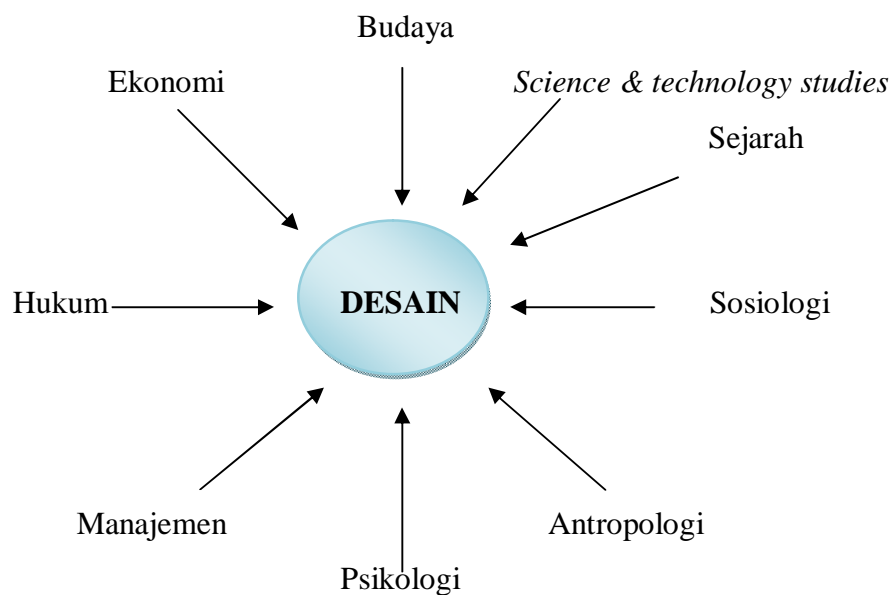 Budaya
Ekonomi
Science & technology studies
Sejarah
Hukum
DESAIN
Sosiologi
Manajemen
Antropologi
Psikologi